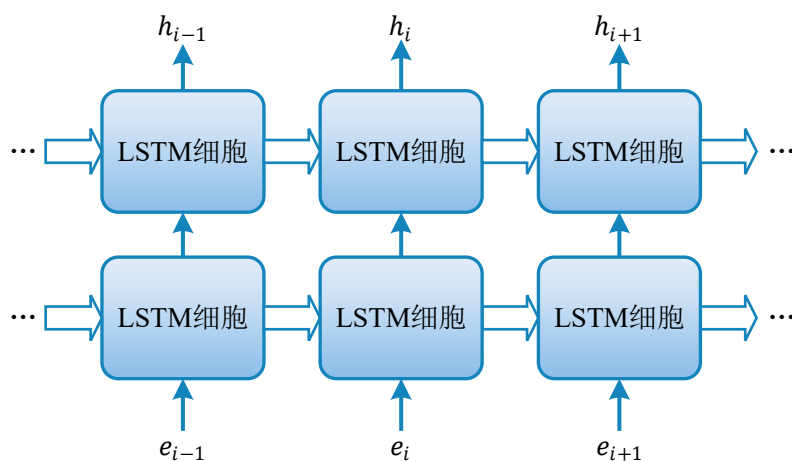 h_{i-1} h_i h_{i+1}
··· LSTM细胞 LSTM细胞 LSTM细胞 ···
··· LSTM细胞 LSTM细胞 LSTM细胞 ···
e_{i-1} e_i e_{i+1}